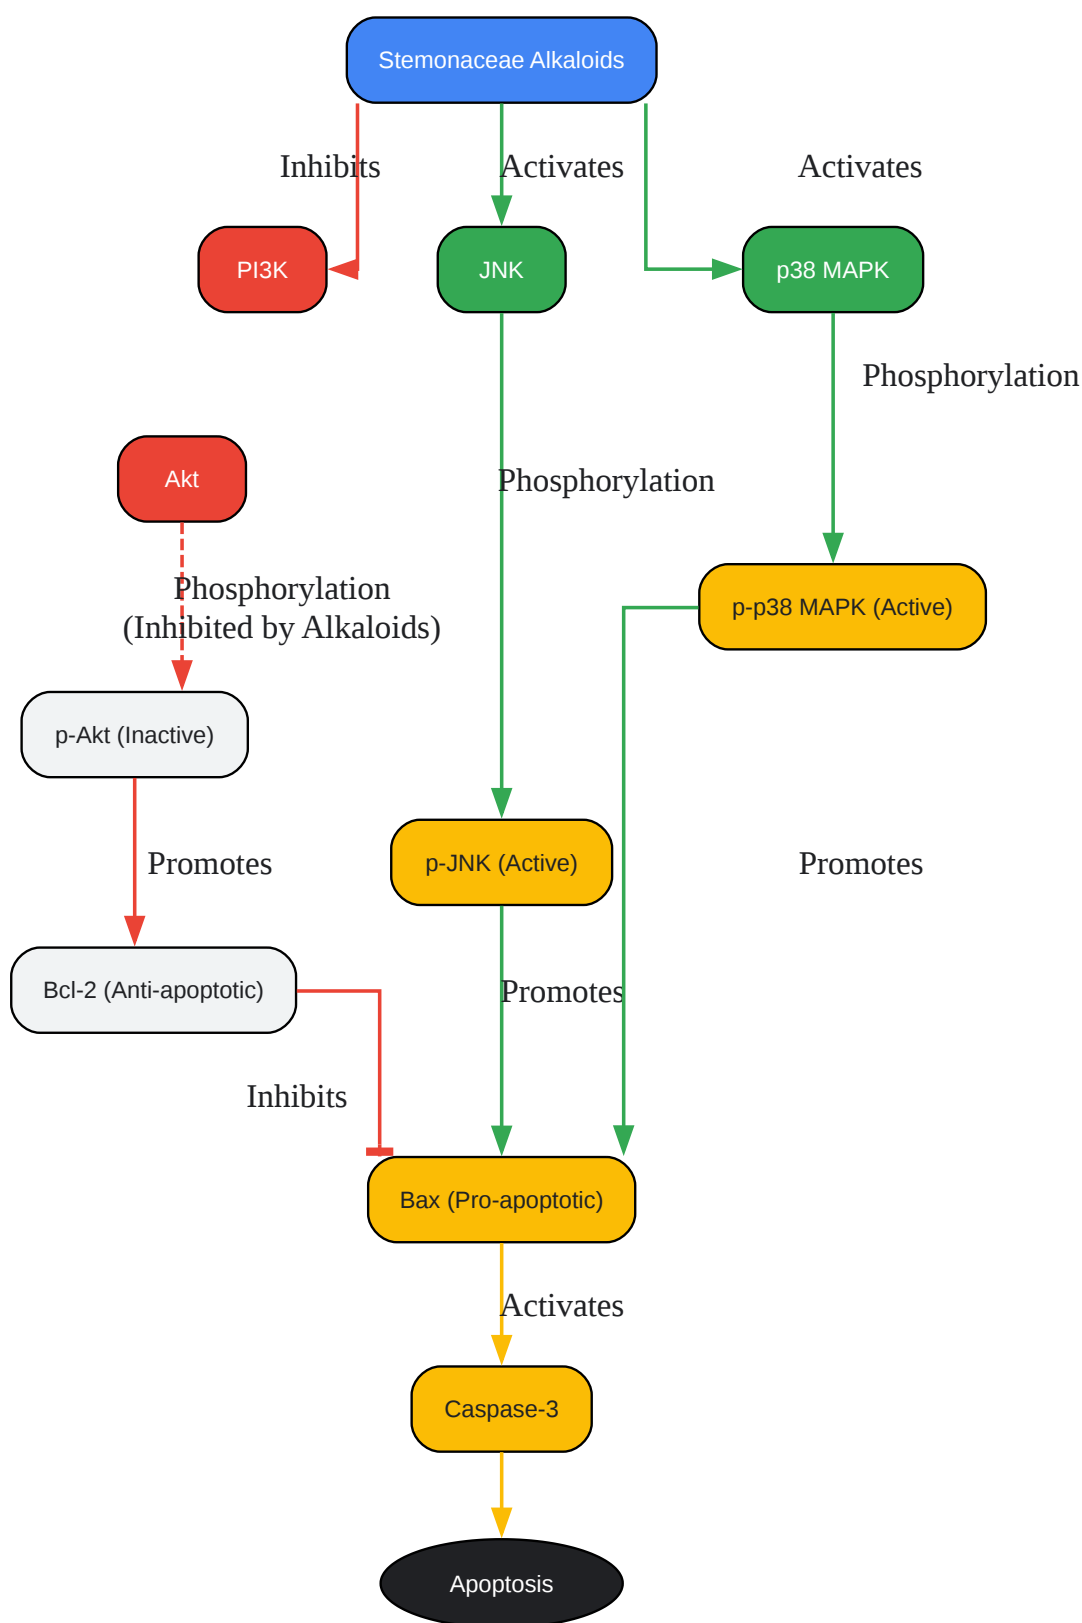 Stemonaceae Alkaloids
Inhibits
Activates
Activates
PI3K
JNK
p38 MAPK
Phosphorylation
Akt
Phosphorylation
Phosphorylation
(Inhibited by Alkaloids)
p-p38 MAPK (Active)
p-Akt (Inactive)
Promotes
p-JNK (Active)
Promotes
Bcl-2 (Anti-apoptotic)
Promotes
Inhibits
Bax (Pro-apoptotic)
Activates
Caspase-3
Apoptosis